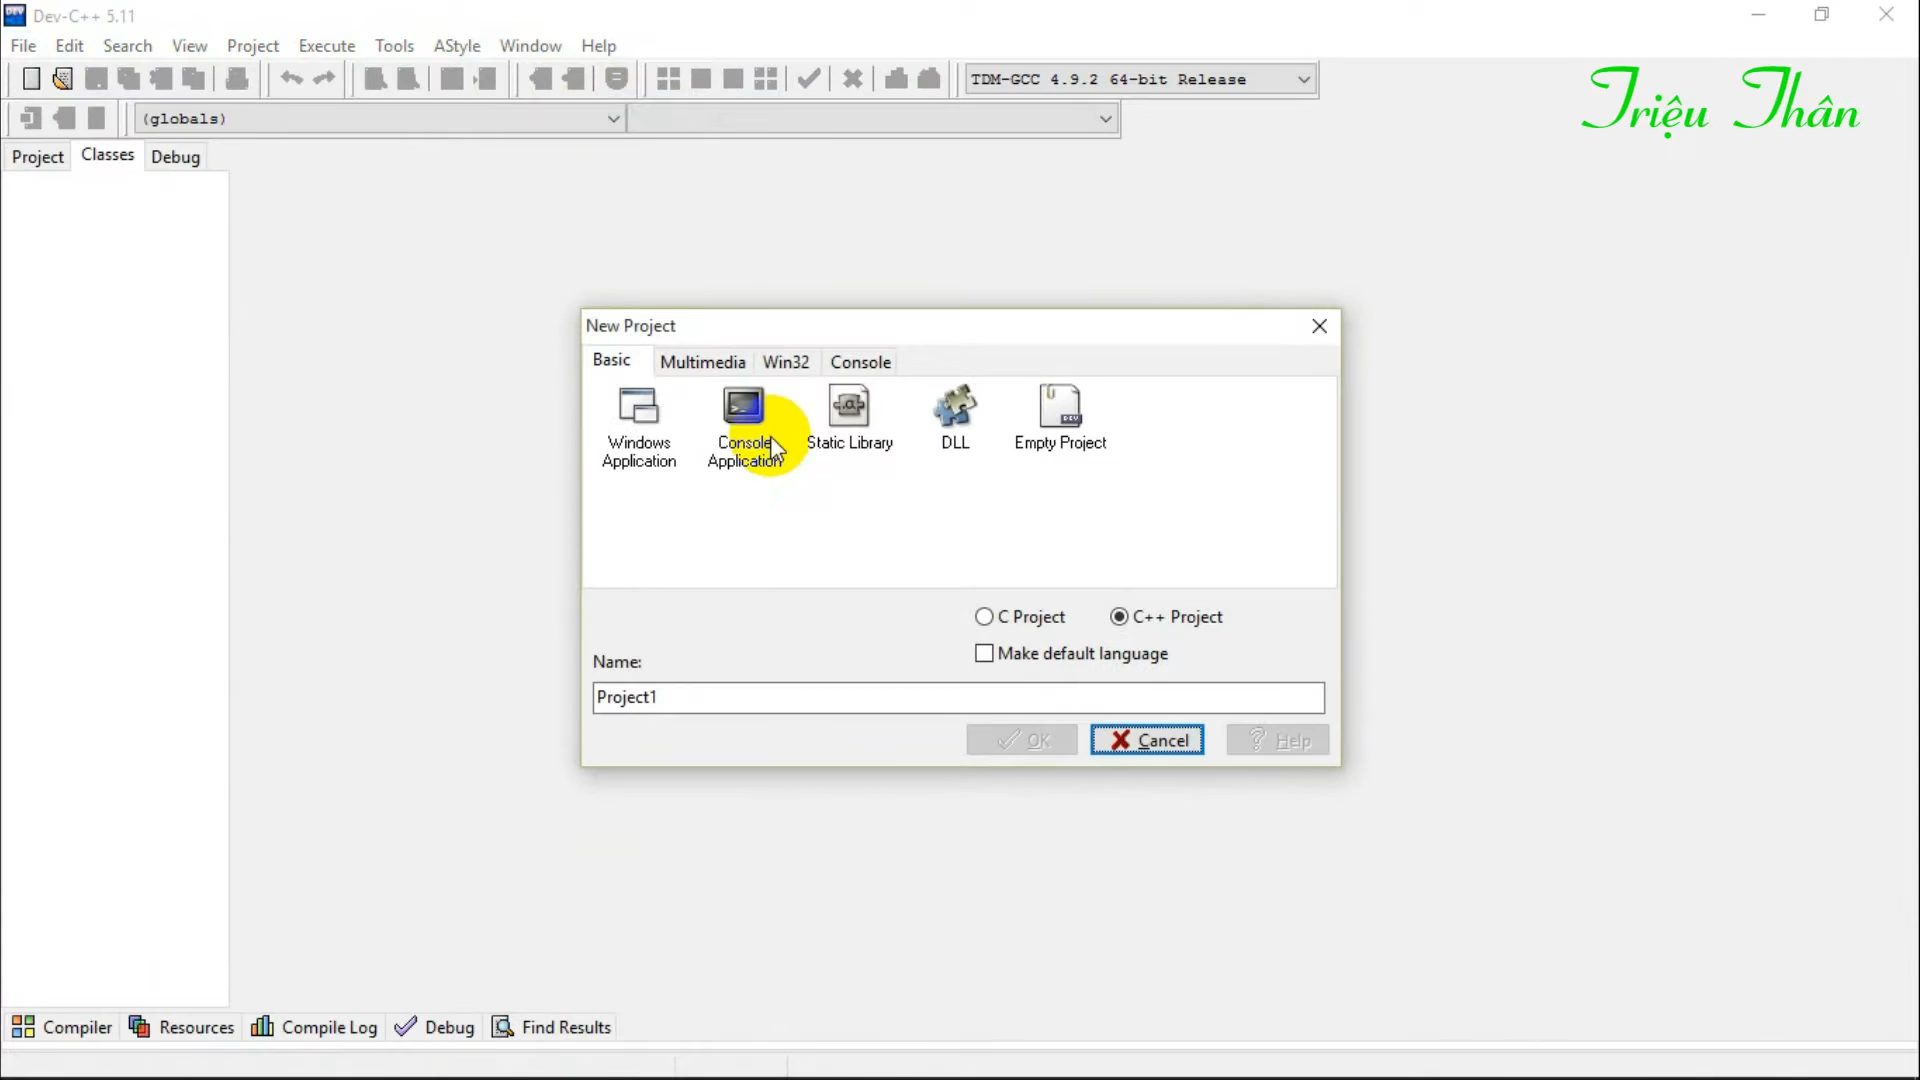 Dev-C++ 5.11
File Edit Search View Project Execute Tools AStyle Window Help
TDM-GCC 4.9.2 64-bit Release
Triệu Thân
(globals)
Project Classes Debug
New Project
Basic Multimedia Win32 Console
Windows Application
Console Application
Static Library
DLL
Empty Project
C Project C++ Project
Make default language
Name:
Project1
OK Cancel Help
Compiler Resources Compile Log Debug Find Results